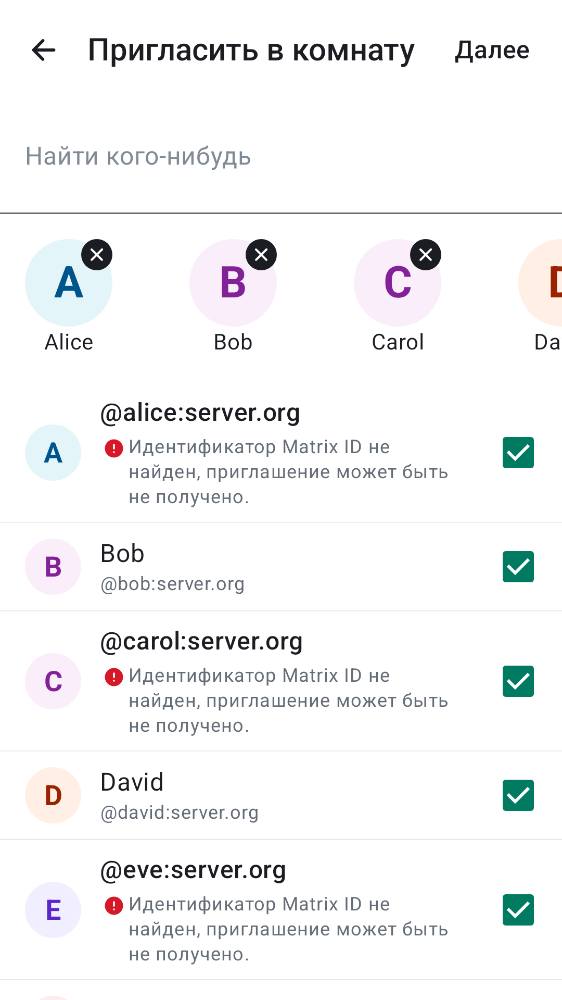 Пригласить в комнату Далее
Найти кого-нибудь
A B C
Alice Bob Carol Da
@alice:server.org
A
Идентификатор Matrix ID не
найден, приглашение может быть
не получено.
B
Bob
@bob:server.org
@carol:server.org
C
Идентификатор Matrix ID не
найден, приглашение может быть
не получено.
D
David
@david:server.org
@eve:server.org
E
Идентификатор Matrix ID не
найден, приглашение может быть
не получено.